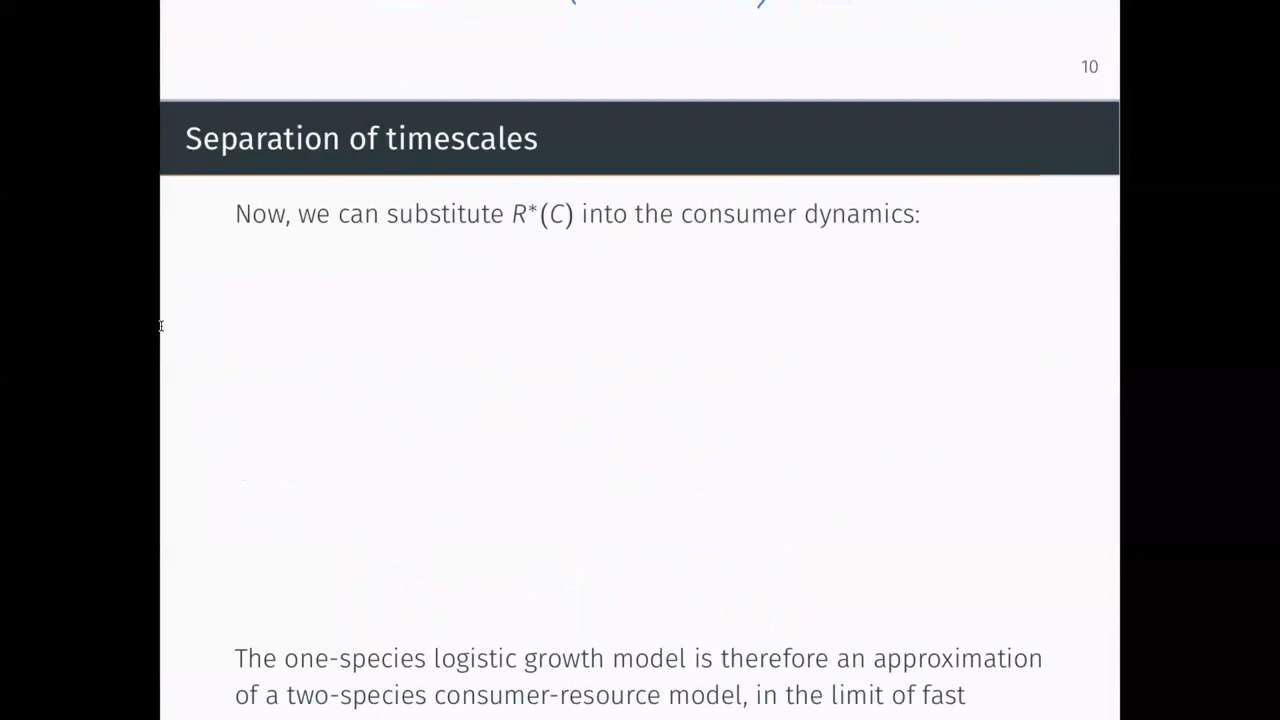 10
Separation of timescales
Now, we can substitute R*(C) into the consumer dynamics:
The one-species logistic growth model is therefore an approximation
of a two-species consumer-resource model, in the limit of fast